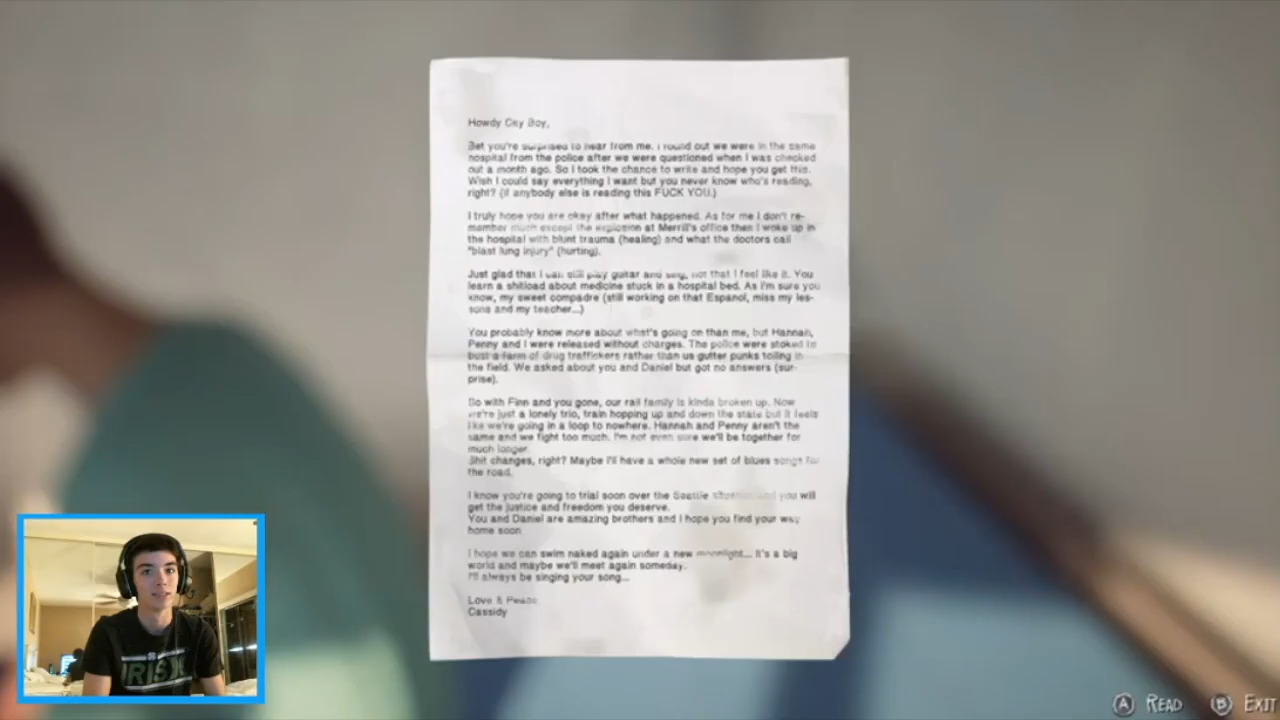 Howdy City Boy,
Bet you're surprised to hear from me. I found out we were in the same
hospital from the police after we were questioned when I was checked
out a month ago. So I took the chance to write and hope you get this.
Wish I could say everything I want but you never know who's reading,
right? (if anybody else is reading this FUCK YOU.)
I truly hope you are okay after what happened. As for me I don't re-
member much except the explosion at Merrill's office then I woke up in
the hospital with blunt trauma (healing) and what the doctors call
"blast lung injury" (hurting).
Just glad that I can still play guitar and sing, not that I feel like it. You
learn a shitload about medicine stuck in a hospital bed. As I'm sure you
know, my sweet compadre (still working on that Espanol, miss my les-
sons and my teacher...)
You probably know more about what's going on than me, but Hannah,
Penny and I were released without charges. The police were stoked to
bust a farm of drug traffickers rather than us gutter punks toiling in
the field. We asked about you and Daniel but got no answers (sur-
prise).
So with Finn and you gone, our rail family is kinda broken up. Now
we're just a lonely trio, train hopping up and down the state but it feels
like we're going in a loop to nowhere. Hannah and Penny aren't the
same and we fight too much. I'm not even sure we'll be together for
much longer.
Shit changes, right? Maybe I'll have a whole new set of blues songs for
the road.
I know you're going to trial soon over the Seattle and you will
get the justice and freedom you deserve.
You and Daniel are amazing brothers and I hope you find your way
home soon
I hope we can swim naked again under a new moonlight... It's a big
world and maybe we'll meet again someday.
I'll always be singing your song...
Love & Peace
Cassidy
IRISH
A READ B EXIT